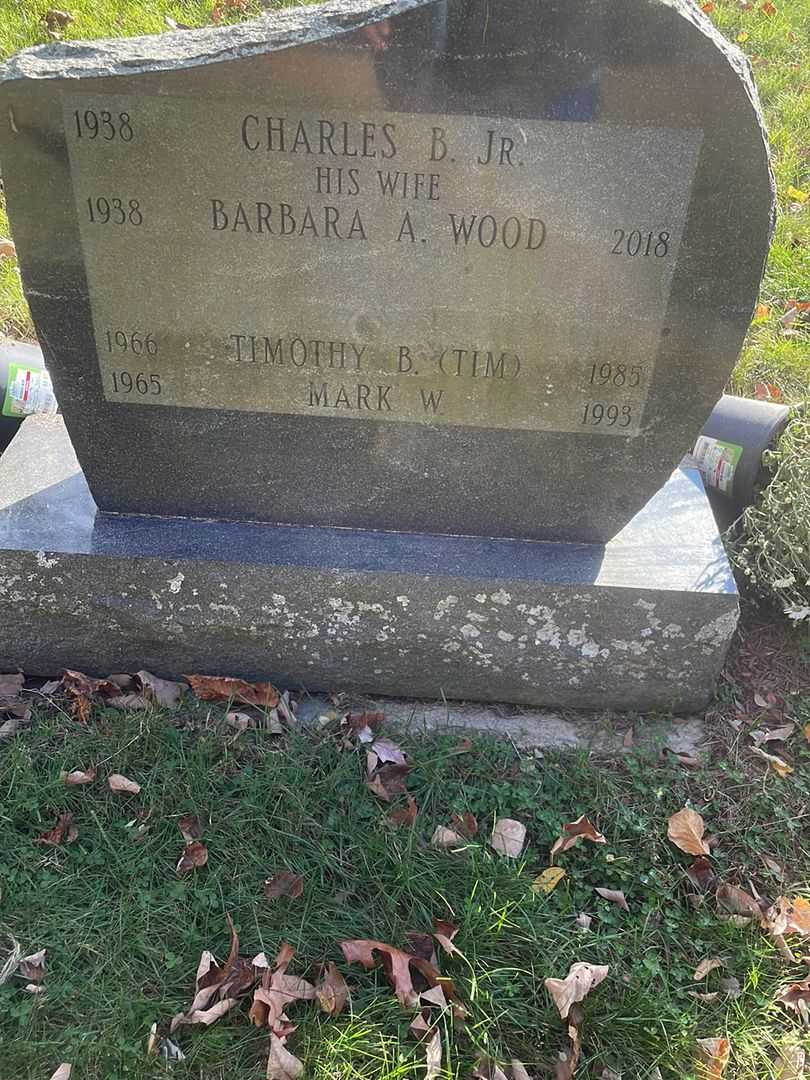 1938 CHARLES B. JR.
HIS WIFE
1938 BARBARA A. WOOD 2018
1966 TIMOTHY B. (TIM) 1985
1965 MARK W 1993